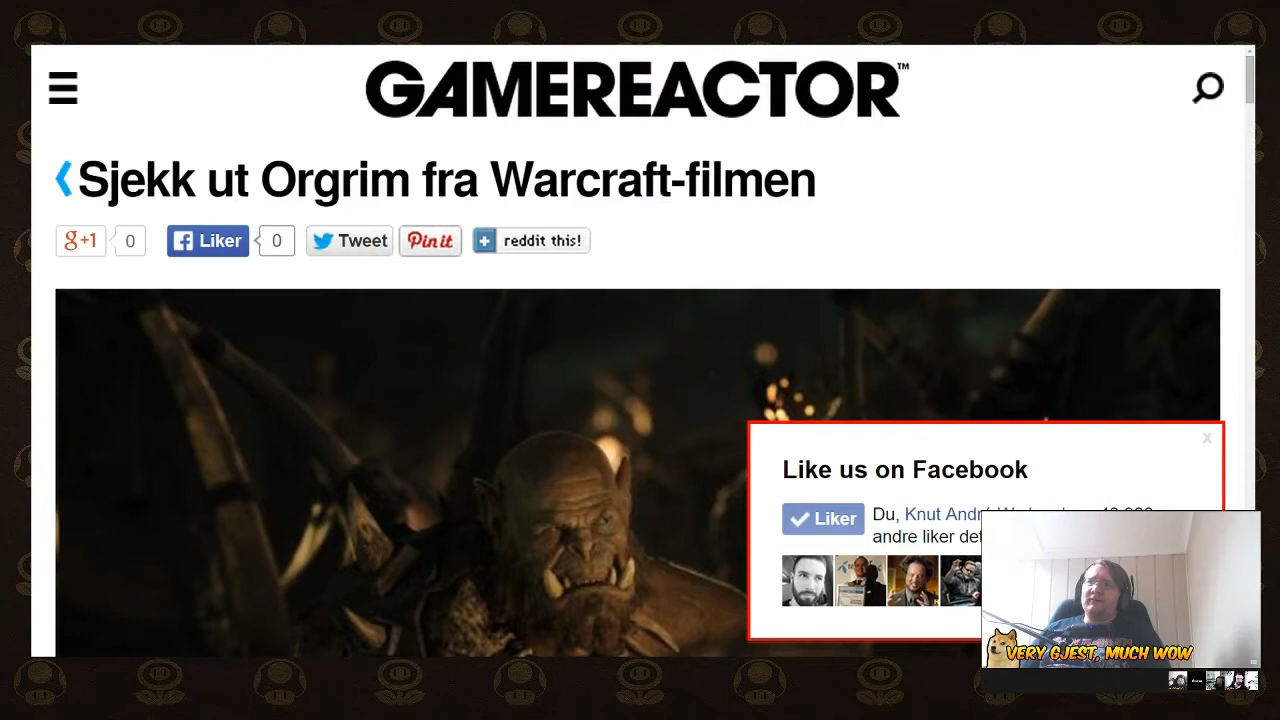 GAMEREACTOR™
Sjekk ut Orgrim fra Warcraft-filmen
g+1 0 Liker 0 Tweet Pin it reddit this!
x
Like us on Facebook
Liker Du, Knut André
andre liker det
VERY GJEST, MUCH WOW